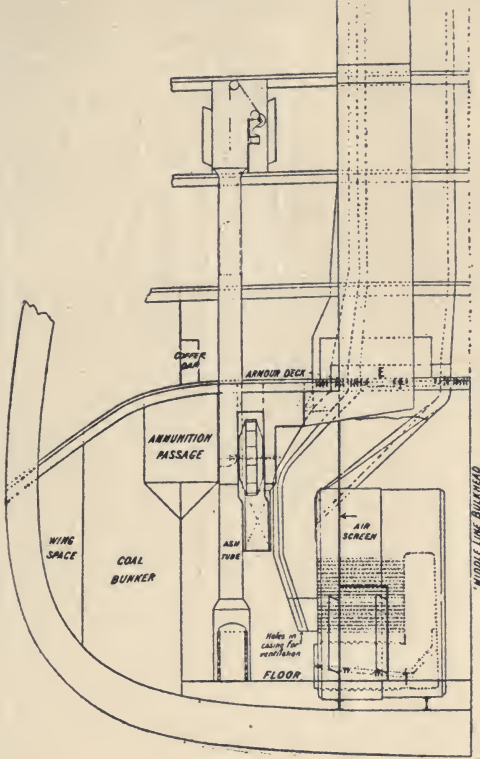 COFFER
DAM
ARMOUR DECK
E
AMMUNITION
PASSAGE
WING
SPACE
COAL
BUNKER
ASH
TUBE
AIR
SCREEN
Holes in
casing for
ventilation
FLOOR
MIDDLE LINE BULKHEAD